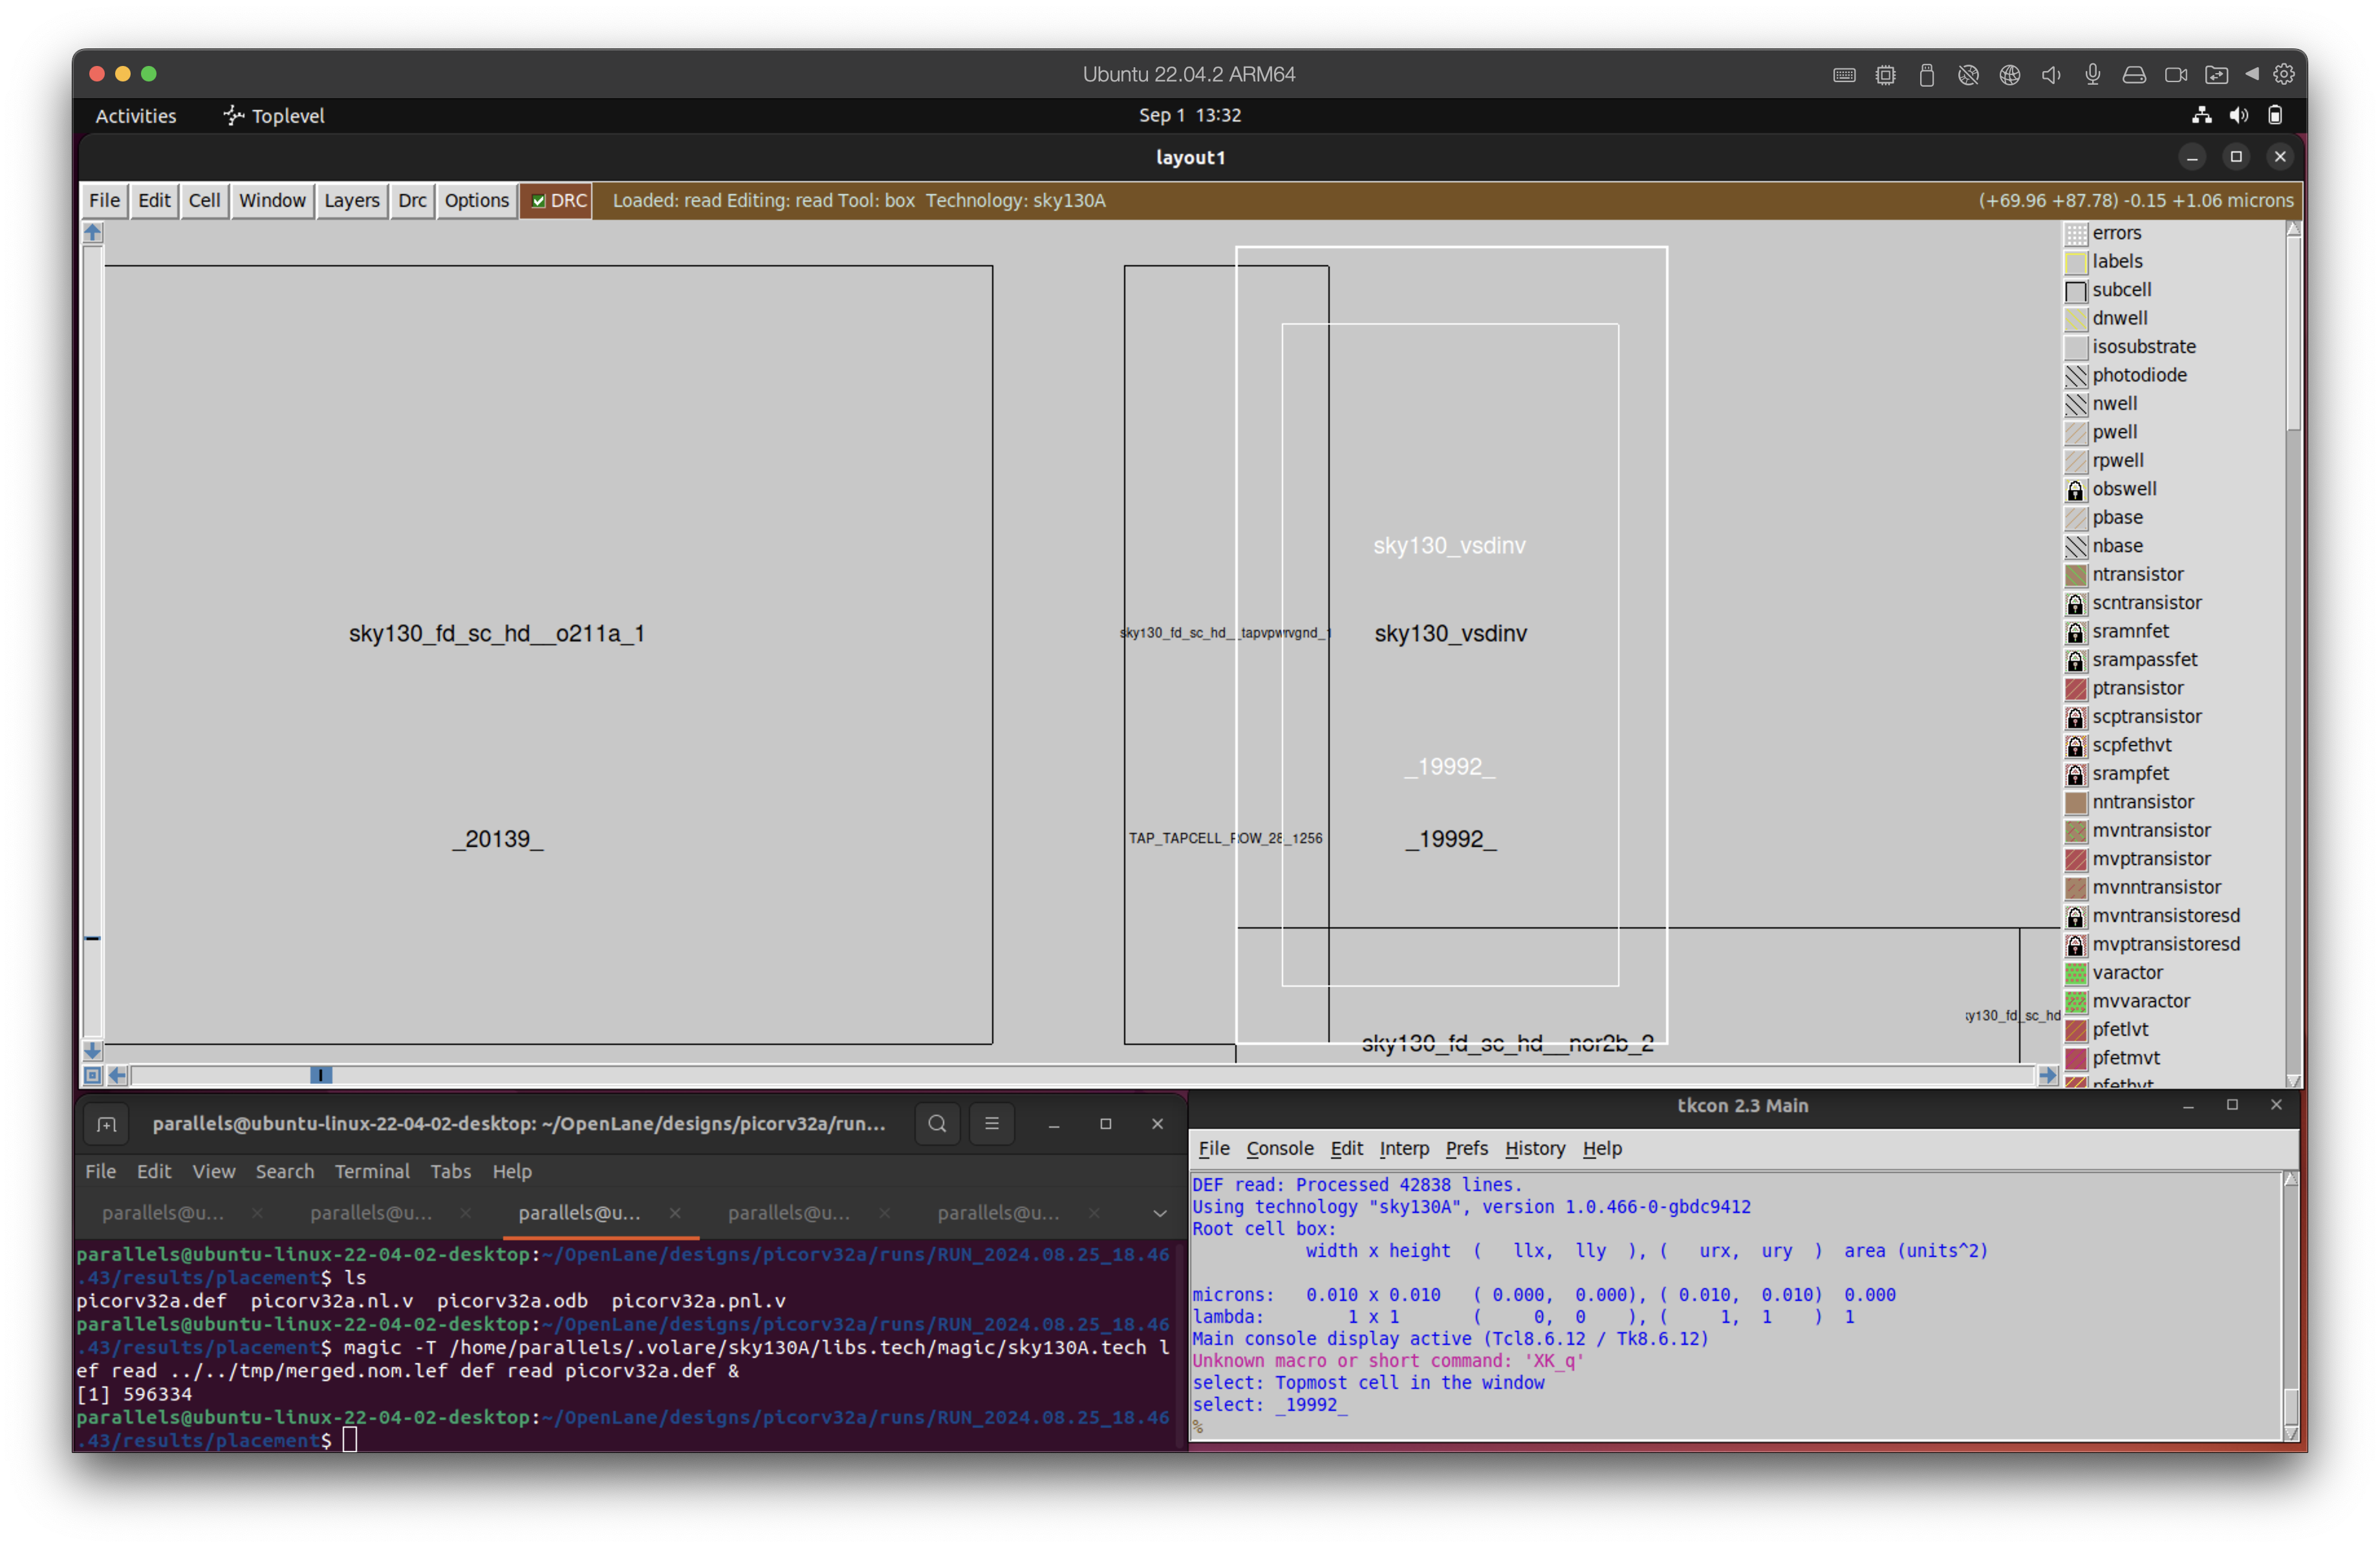 Ubuntu 22.04.2 ARM64
Activities Toplevel Sep 1 13:32
layout1
File Edit Cell Window Layers Drc Options DRC Loaded: read Editing: read Tool: box Technology: sky130A (+69.96 +87.78) -0.15 +1.06 microns
errors
labels
subcell
dnwell
isosubstrate
photodiode
nwell
pwell
rpwell
obswell
pbase
nbase
ntransistor
scntransistor
sramnfet
srampassfet
ptransistor
scptransistor
scpfethvt
srampfet
nntransistor
mvntransistor
mvptransistor
mvnntransistor
mvntransistoresd
mvptransistoresd
varactor
mvvaractor
pfetlvt
pfetmvt
pfethvt
sky130_vsdinv
sky130_fd_sc_hd__o211a_1 sky130_fd_sc_hd__tapvpwrvgnd_1 sky130_vsdinv
_19992_
_20139_ TAP_TAPCELL_ROW_28_1256 _19992_
ky130_fd_sc_hd
sky130_fd_sc_hd__nor2b_2
parallels@ubuntu-linux-22-04-02-desktop: ~/OpenLane/designs/picorv32a/run...
File Edit View Search Terminal Tabs Help
parallels@u... parallels@u... parallels@u... parallels@u... parallels@u...
parallels@ubuntu-linux-22-04-02-desktop:~/OpenLane/designs/picorv32a/runs/RUN_2024.08.25_18.46
.43/results/placement$ ls
picorv32a.def picorv32a.nl.v picorv32a.odb picorv32a.pnl.v
parallels@ubuntu-linux-22-04-02-desktop:~/OpenLane/designs/picorv32a/runs/RUN_2024.08.25_18.46
.43/results/placement$ magic -T /home/parallels/.volare/sky130A/libs.tech/magic/sky130A.tech l
ef read ../../tmp/merged.nom.lef def read picorv32a.def &
[1] 596334
parallels@ubuntu-linux-22-04-02-desktop:~/OpenLane/designs/picorv32a/runs/RUN_2024.08.25_18.46
.43/results/placement$
tkcon 2.3 Main
File Console Edit Interp Prefs History Help
DEF read: Processed 42838 lines.
Using technology "sky130A", version 1.0.466-0-gbdc9412
Root cell box:
width x height ( llx, lly ), ( urx, ury ) area (units^2)
microns: 0.010 x 0.010 ( 0.000, 0.000), ( 0.010, 0.010) 0.000
lambda: 1 x 1 ( 0, 0 ), ( 1, 1 ) 1
Main console display active (Tcl8.6.12 / Tk8.6.12)
Unknown macro or short command: 'XK_q'
select: Topmost cell in the window
select: _19992_
%